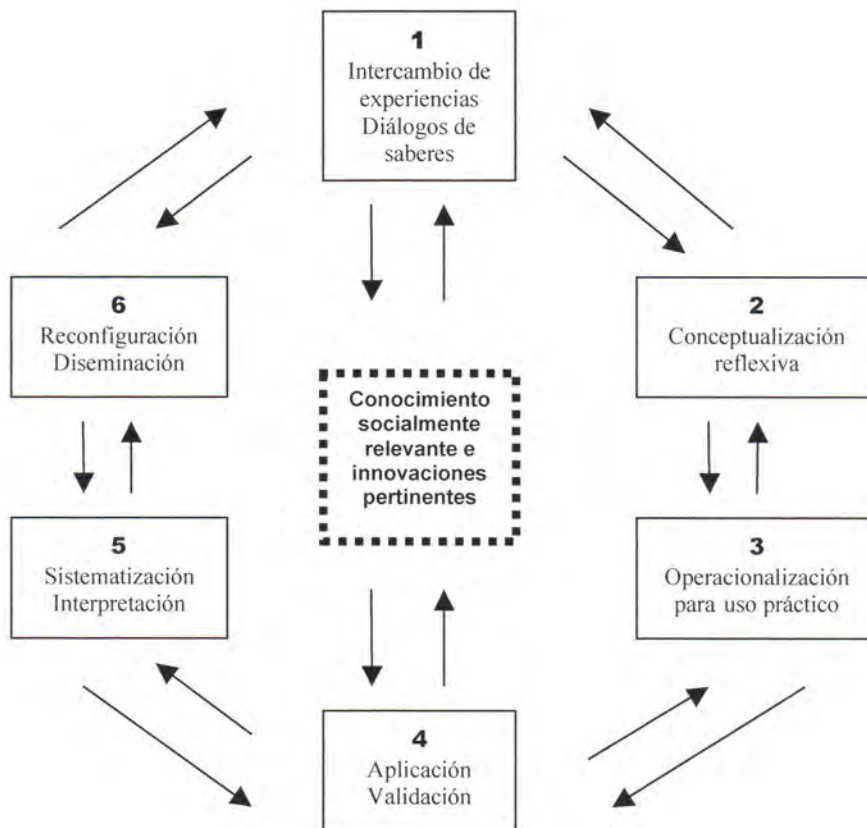 1
Intercambio de
experiencias
Diálogos de
saberes
6
Reconfiguración
Diseminación
2
Conceptualización
reflexiva
Conocimiento
socialmente
relevante e
innovaciones
pertinentes
5
Sistematización
Interpretación
3
Operacionalización
para uso práctico
4
Aplicación
Validación